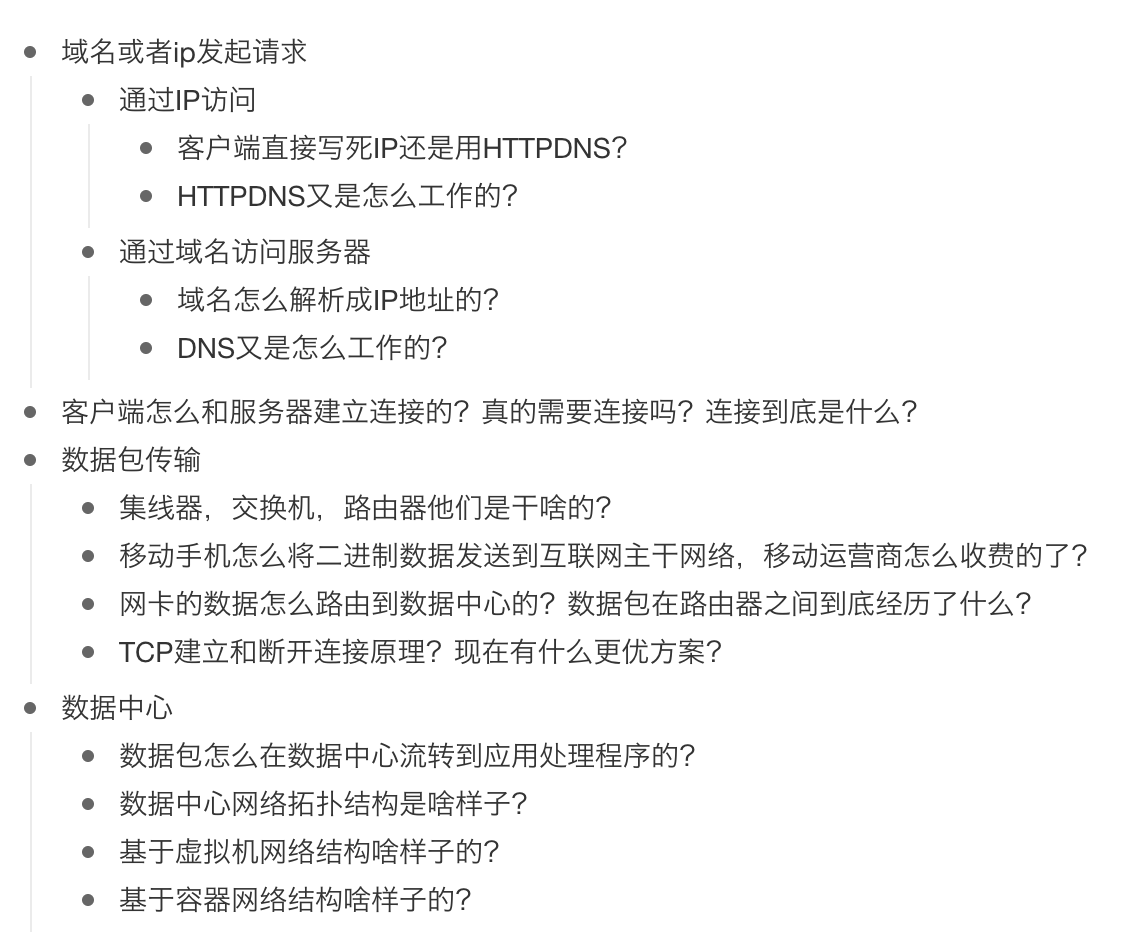 域名或者ip发起请求
通过IP访问
客户端直接写死IP还是用HTTPDNS?
HTTPDNS又是怎么工作的?
通过域名访问服务器
域名怎么解析成IP地址的?
DNS又是怎么工作的?
客户端怎么和服务器建立连接的？真的需要连接吗？连接到底是什么?
数据包传输
集线器，交换机，路由器他们是干啥的?
移动手机怎么将二进制数据发送到互联网主干网络，移动运营商怎么收费的了?
网卡的数据怎么路由到数据中心的？数据包在路由器之间到底经历了什么?
TCP建立和断开连接原理？现在有什么更优方案?
数据中心
数据包怎么在数据中心流转到应用处理程序的?
数据中心网络拓扑结构是啥样子?
基于虚拟机网络结构啥样子的?
基于容器网络结构啥样子的?